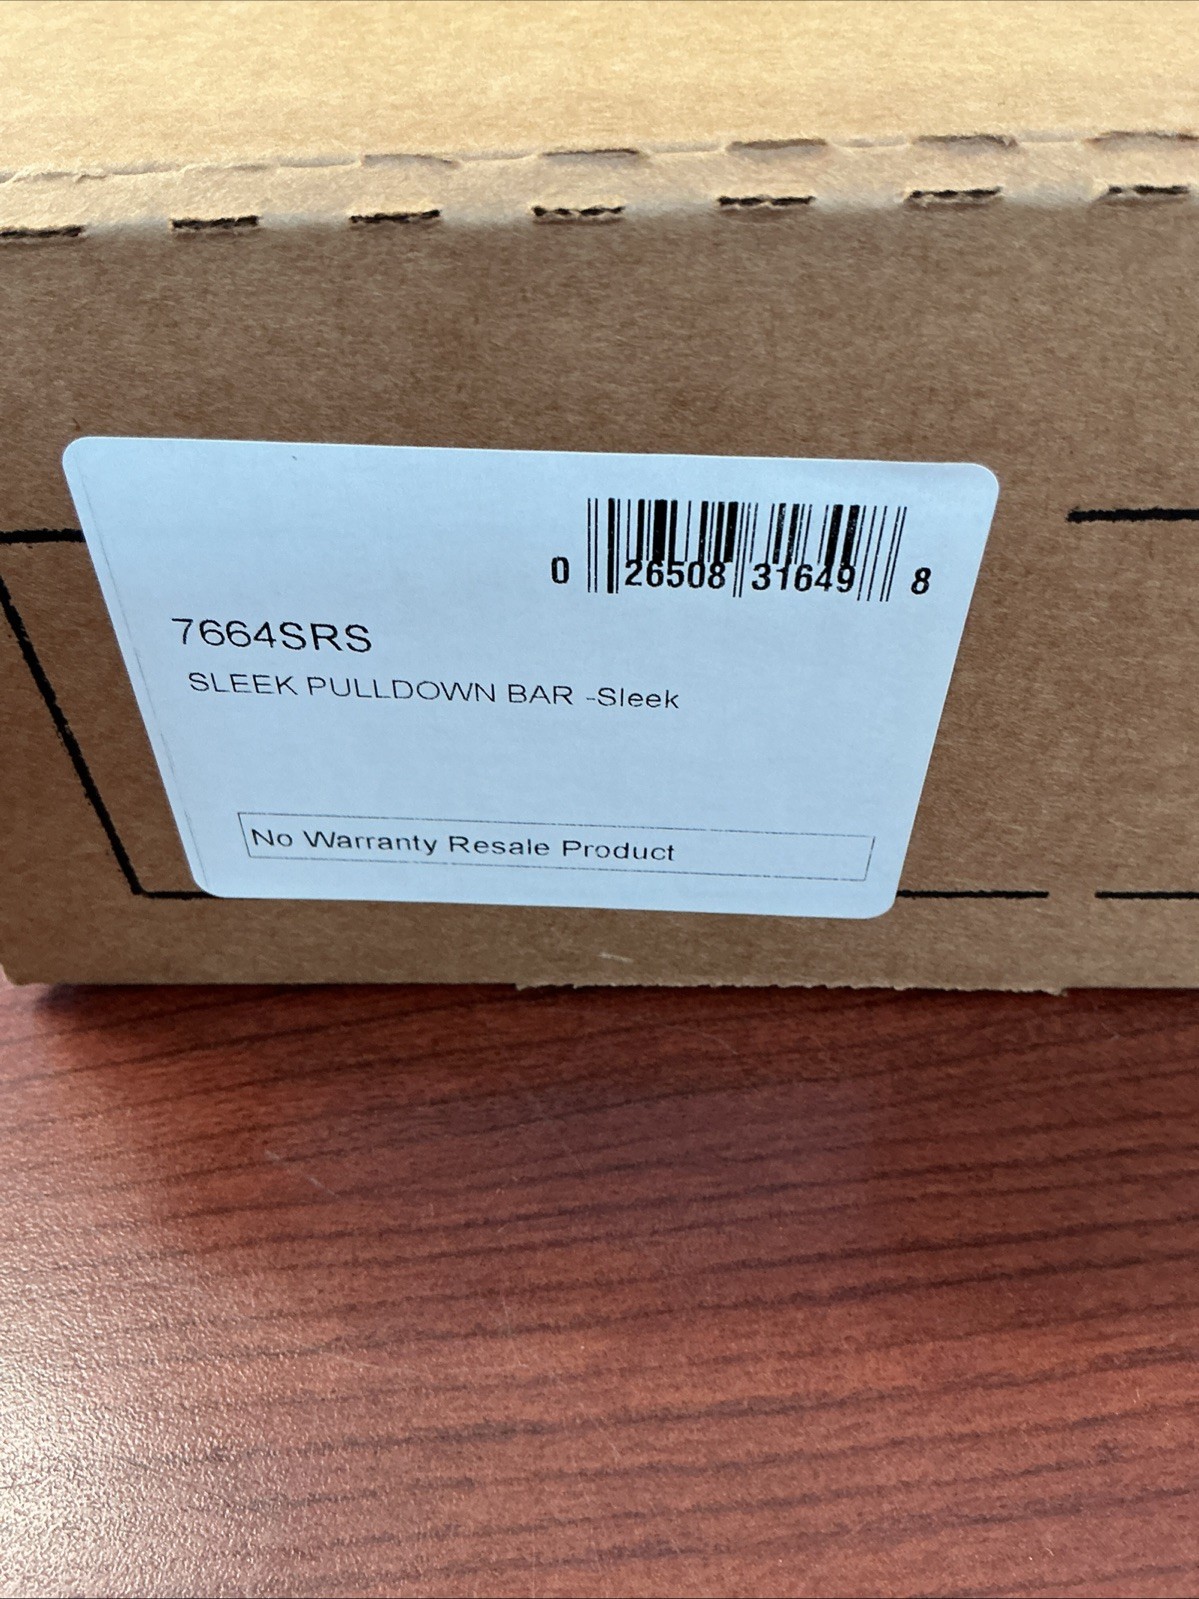 0 26508 31649 8
7664SRS
SLEEK PULLDOWN BAR -Sleek
No Warranty Resale Product